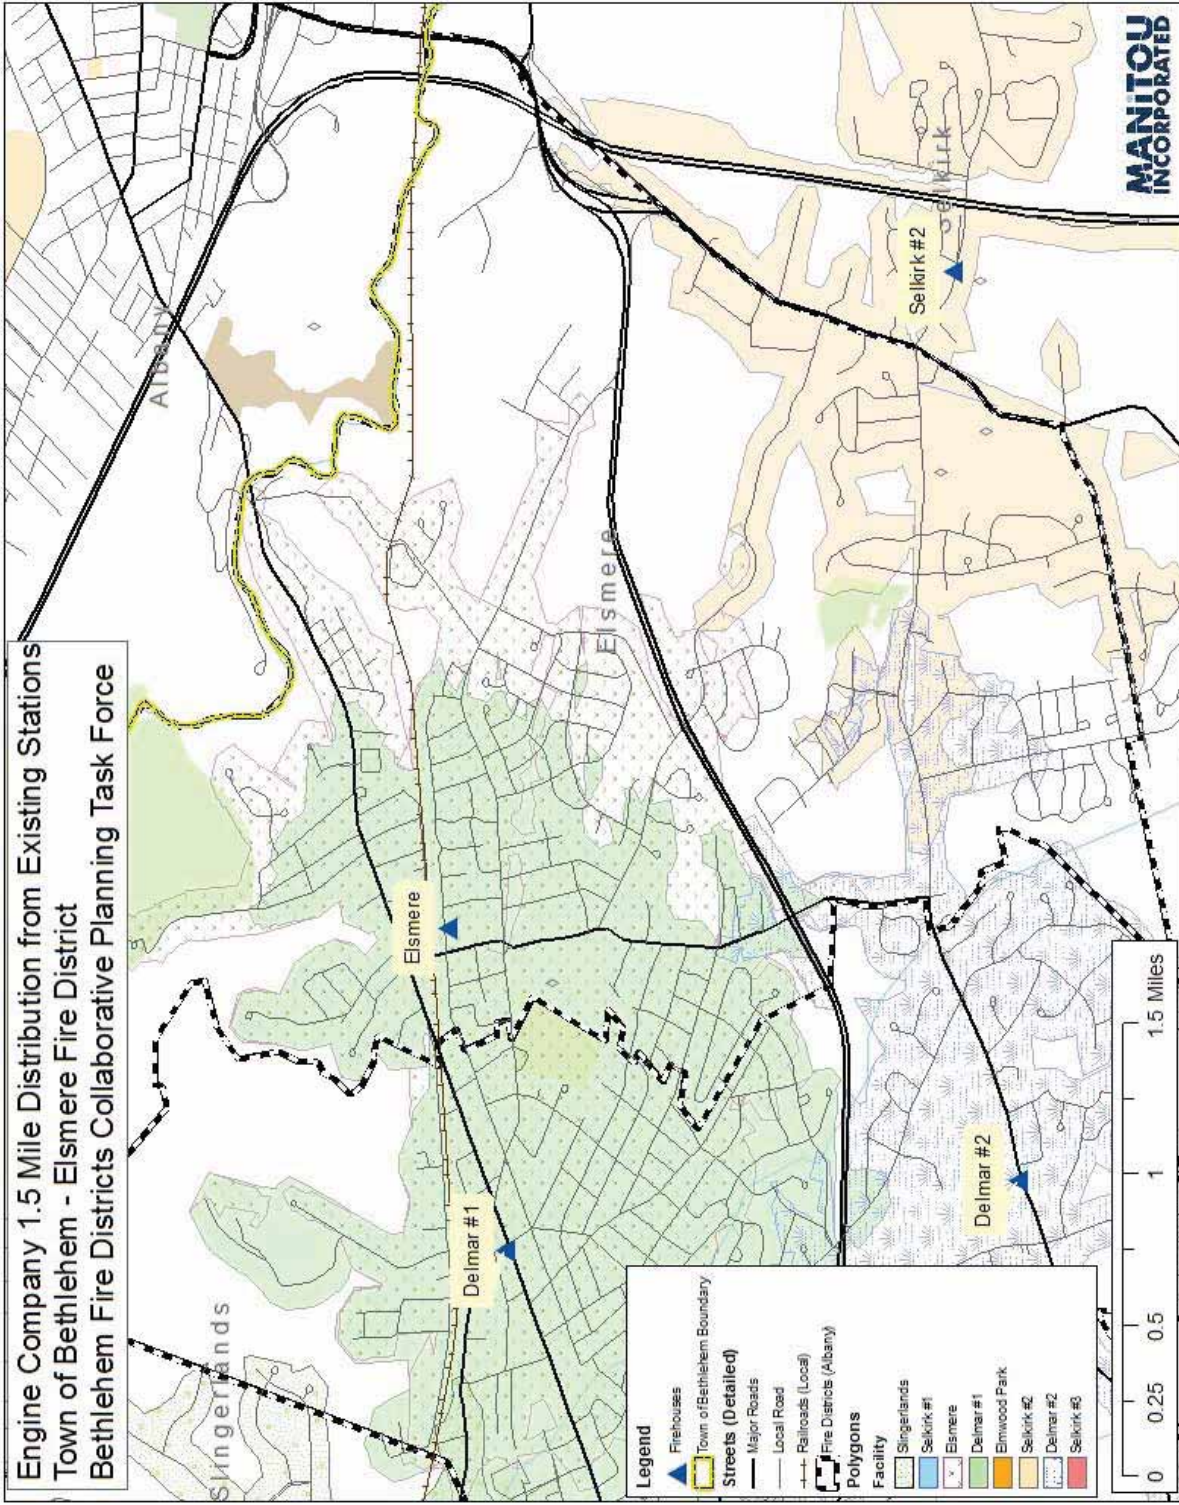 Engine Company 1.5 Mile Distribution from Existing Stations
Town of Bethlehem - Elsmere Fire District
Bethlehem Fire Districts Collaborative Planning Task Force
Albany
Slingerlands
Elsmere
Elsmere
Selkirk
Delmar #1
Delmar #2
Selkirk #2
Legend
Firehouses
Town of Bethlehem Boundary
Streets (Detailed)
Major Roads
Local Road
Railroads (Local)
Fire Districts (Albany)
Polygons
Facility
Slingerlands
Selkirk #1
Elsmere
Delmar #1
Elmwood Park
Selkirk #2
Delmar #2
Selkirk #3
0 0.25 0.5 1 1.5 Miles
MANITOU
INCORPORATED